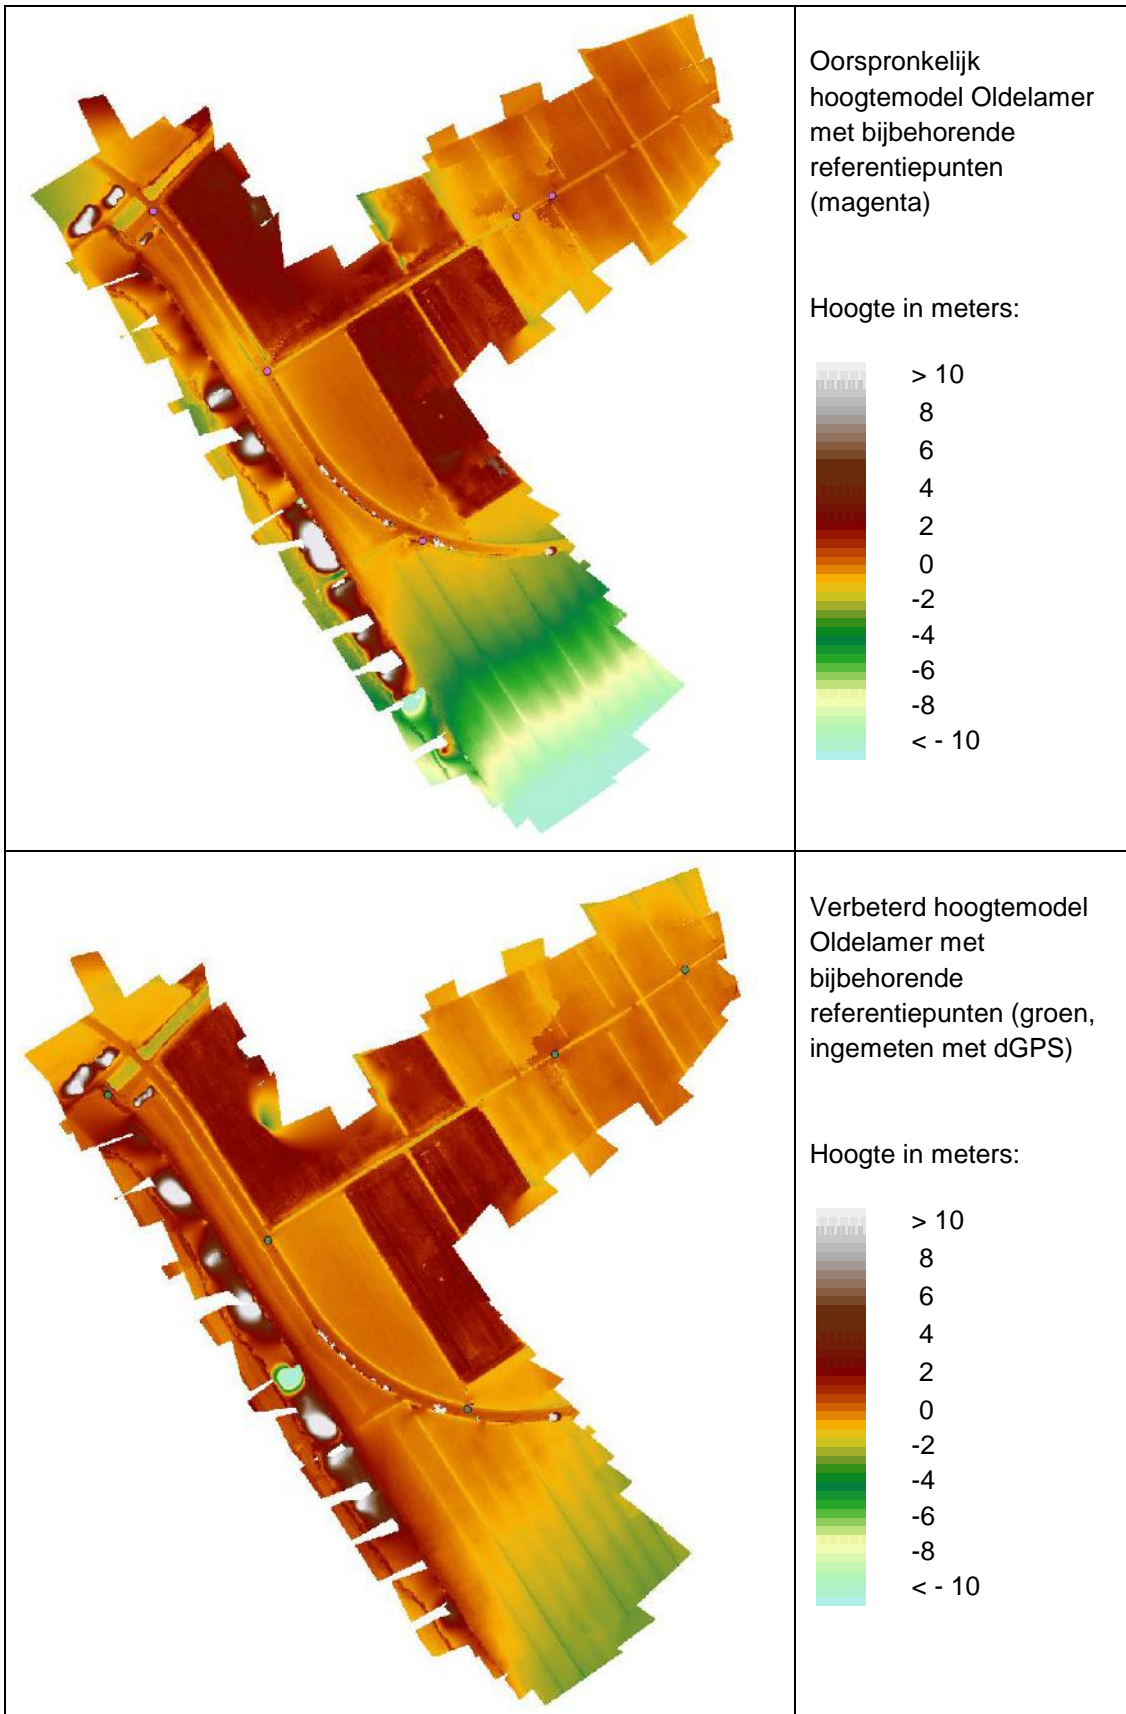 Oorspronkelijk
hoogtemodel Oldelamer
met bijbehorende
referentiepunten
(magenta)
Hoogte in meters:
> 10
8
6
4
2
0
-2
-4
-6
-8
< - 10
Verbeterd hoogtemodel
Oldelamer met
bijbehorende
referentiepunten (groen,
ingemeten met dGPS)
Hoogte in meters:
> 10
8
6
4
2
0
-2
-4
-6
-8
< - 10